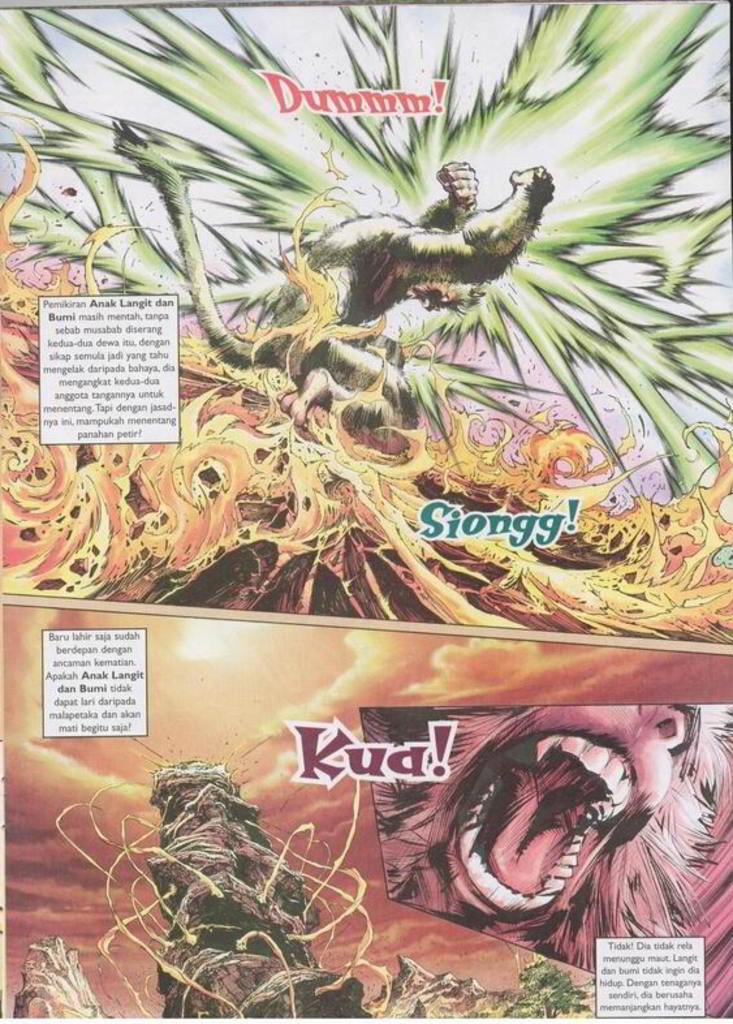 Dummm!
Pemikiran Anak Langit dan
Bumi masih mentah, tanpa
sebab musabab diserang
kedua-dua dewa itu, dengan
sikap semula jadi yang tahu
mengelak daripada bahaya, dia
mengangkat kedua-dua
anggota tangannya untuk
menentang. Tapi dengan jasad-
nya ini, mampukah menentang
panahan petir?
Siongg!
Baru lahir saja sudah
berdepan dengan
ancaman kematian.
Apakah Anak Langit
dan Bumi tidak
dapat lari daripada
malapetaka dan akan
mati begitu saja?
Kua!
Tidak! Dia tidak rela
menunggu maut. Langit
dan bumi tidak ingin dia
hidup. Dengan tenaganya
sendiri, dia berusaha
memanjangkan hayatnya.